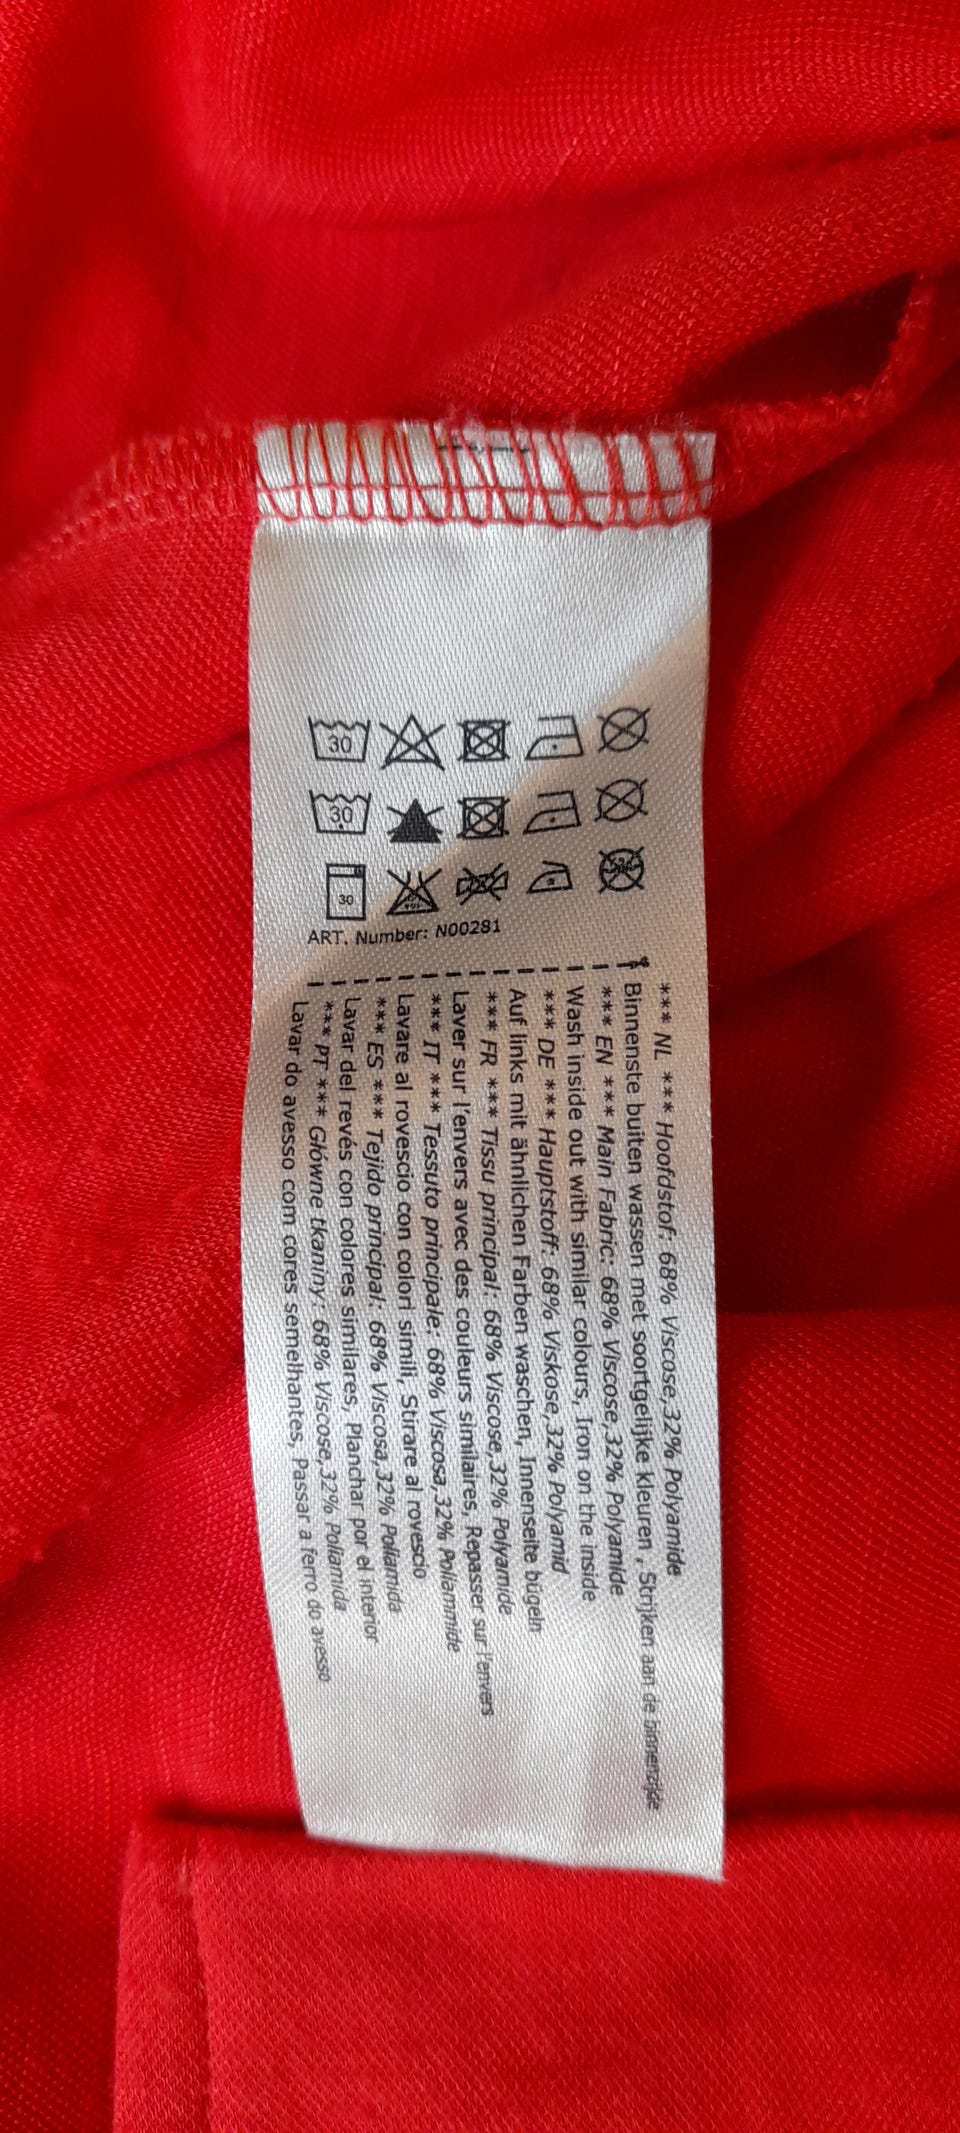 30
30
30
ART. Number: N00281
*** NL *** Hoofdstof: 68% Viscose,32% Polyamide
Binnenste buiten wassen met soortgelijke kleuren , Strijken aan de binnenzijde
*** EN *** Main Fabric: 68% Viscose,32% Polyamide
Wash inside out with similar colours, Iron on the inside
*** DE *** Hauptstoff: 68% Viskose,32% Polyamid
Auf links mit ähnlichen Farben waschen, Innenseite bügeln
*** FR *** Tissu principal: 68% Viscose,32% Polyamide
Laver sur l'envers avec des couleurs similaires, Repasser sur l'envers
*** IT *** Tessuto principale: 68% Viscosa,32% Poliammide
Lavare al rovescio con colori simili, Stirare al rovescio
*** ES *** Tejido principal: 68% Viscosa,32% Poliamida
Lavar del revés con colores similares, Planchar por el interior
*** PT *** Główne tkaniny: 68% Viscose,32% Poliamida
Lavar do avesso com cores semelhantes, Passar a ferro do avesso